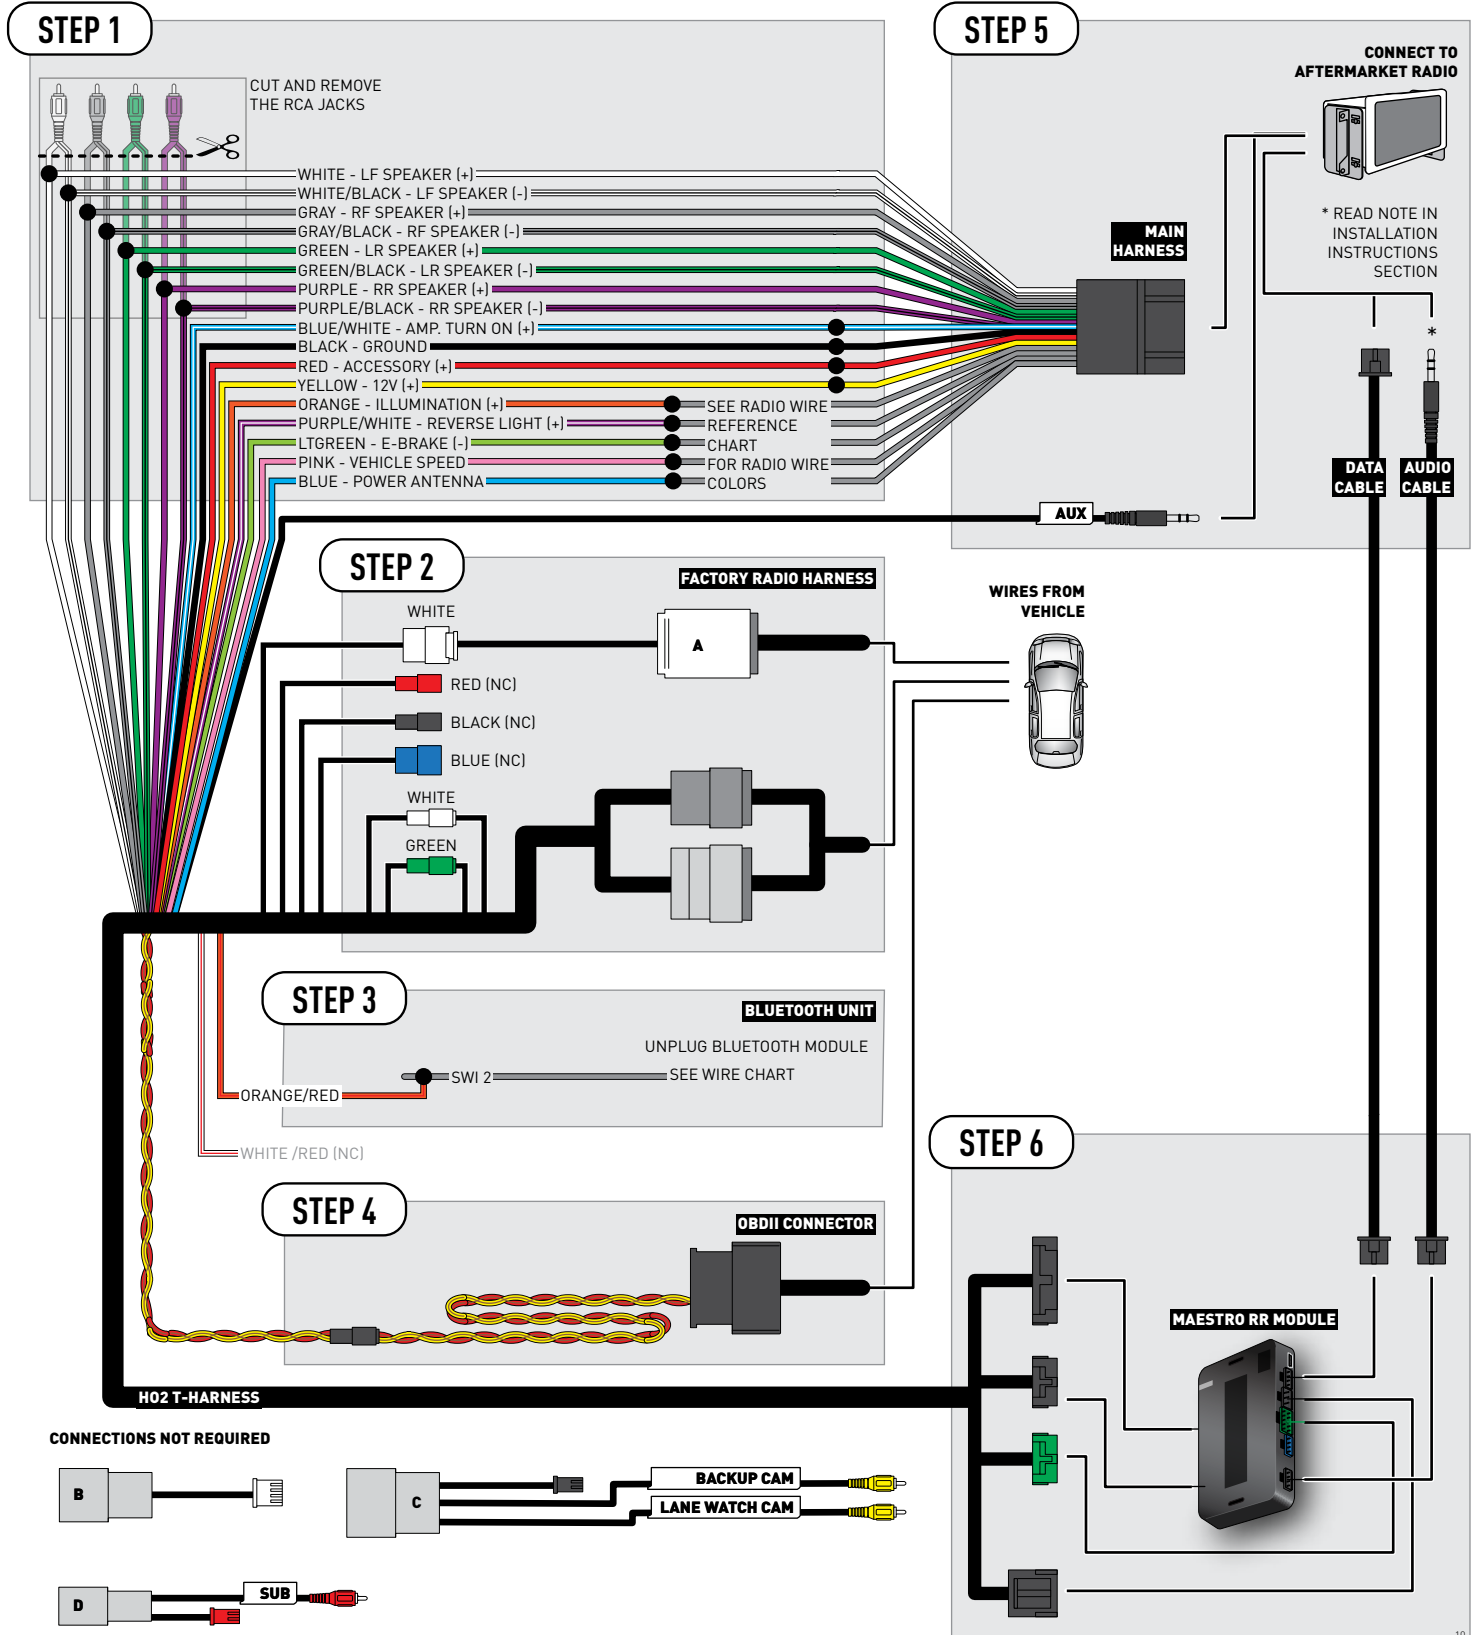 STEP 1
CUT AND REMOVE
THE RCA JACKS
WHITE - LF SPEAKER (+)
WHITE/BLACK - LF SPEAKER (-)
GRAY - RF SPEAKER (+)
GRAY/BLACK - RF SPEAKER (-)
GREEN - LR SPEAKER (+)
GREEN/BLACK - LR SPEAKER (-)
PURPLE - RR SPEAKER (+)
PURPLE/BLACK - RR SPEAKER (-)
BLUE/WHITE - AMP. TURN ON (+)
BLACK - GROUND
RED - ACCESSORY (+)
YELLOW - 12V (+)
ORANGE - ILLUMINATION (+)
PURPLE/WHITE - REVERSE LIGHT (+)
LTGREEN - E-BRAKE (-)
PINK - VEHICLE SPEED
BLUE - POWER ANTENNA
SEE RADIO WIRE
REFERENCE
CHART
FOR RADIO WIRE
COLORS
STEP 5
CONNECT TO
AFTERMARKET RADIO
* READ NOTE IN
INSTALLATION
INSTRUCTIONS
SECTION
MAIN
HARNESS
*
DATA
CABLE
AUDIO
CABLE
AUX
STEP 2
FACTORY RADIO HARNESS
WHITE
A
RED (NC)
BLACK (NC)
BLUE (NC)
WHITE
GREEN
WIRES FROM
VEHICLE
STEP 3
BLUETOOTH UNIT
UNPLUG BLUETOOTH MODULE
SWI 2
SEE WIRE CHART
ORANGE/RED
WHITE /RED (NC)
STEP 4
OBDII CONNECTOR
STEP 6
MAESTRO RR MODULE
HO2 T-HARNESS
CONNECTIONS NOT REQUIRED
B
C
BACKUP CAM
LANE WATCH CAM
D
SUB
10